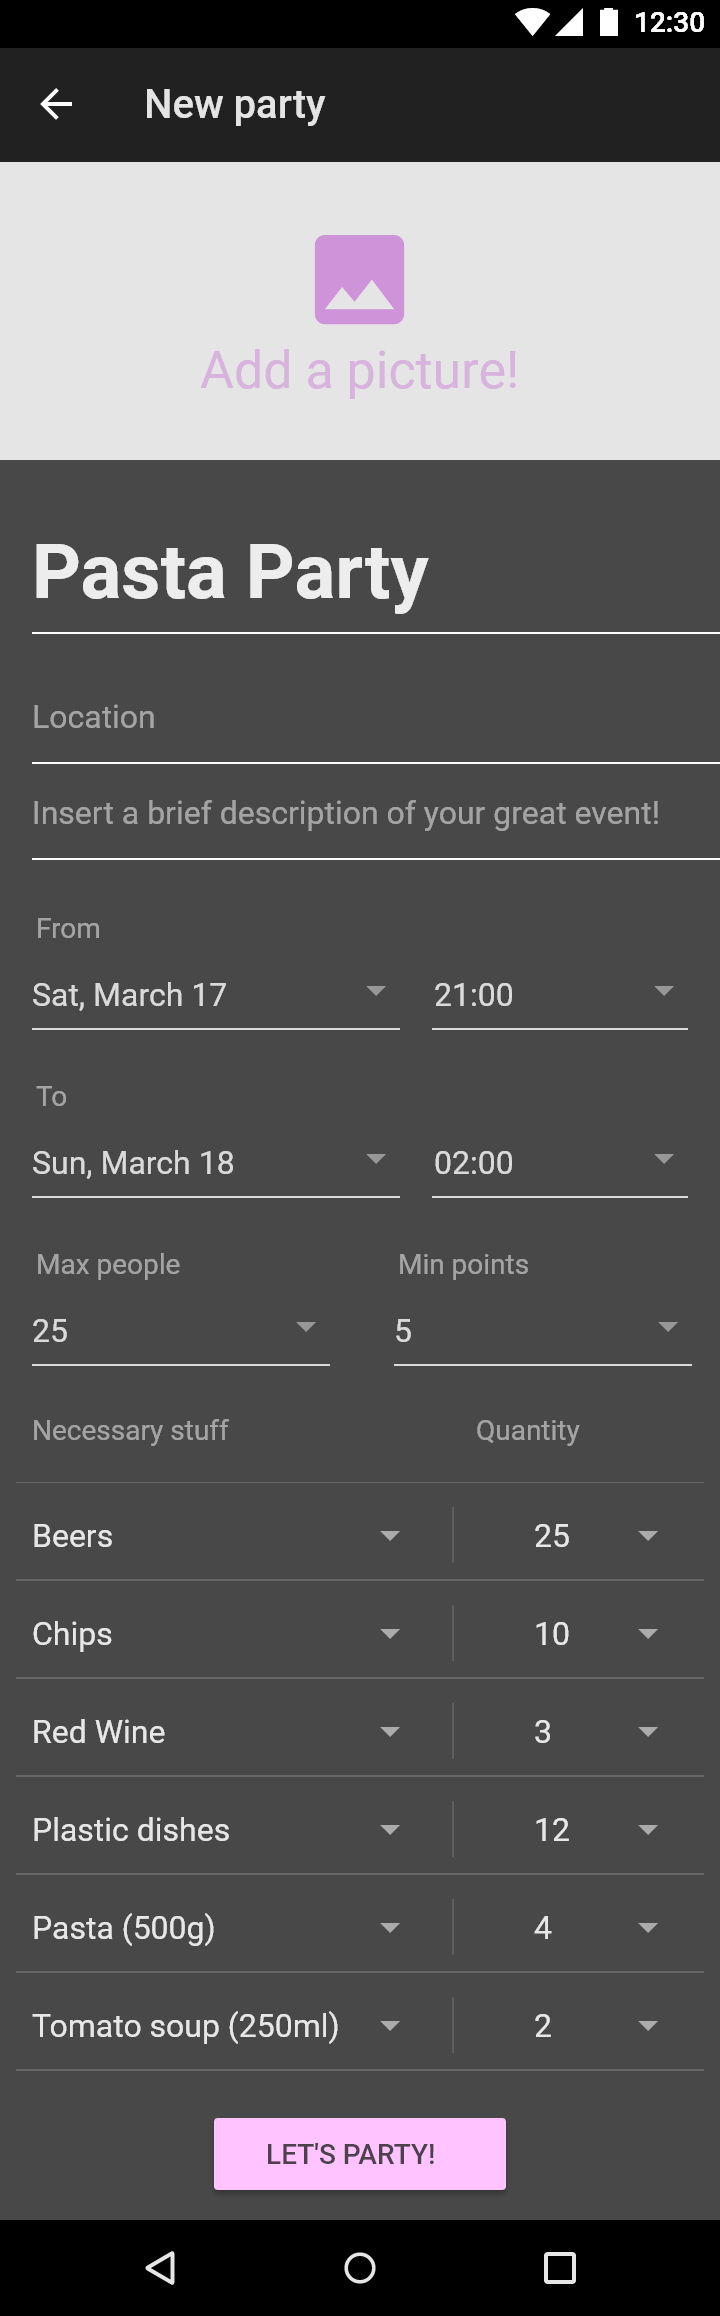 12:30
New party
Add a picture!
Pasta Party
Location
Insert a brief description of your great event!
From
Sat, March 17 21:00
To
Sun, March 18 02:00
Max people Min points
25 5
Necessary stuff Quantity
Beers 25
Chips 10
Red Wine 3
Plastic dishes 12
Pasta (500g) 4
Tomato soup (250ml) 2
LET'S PARTY!